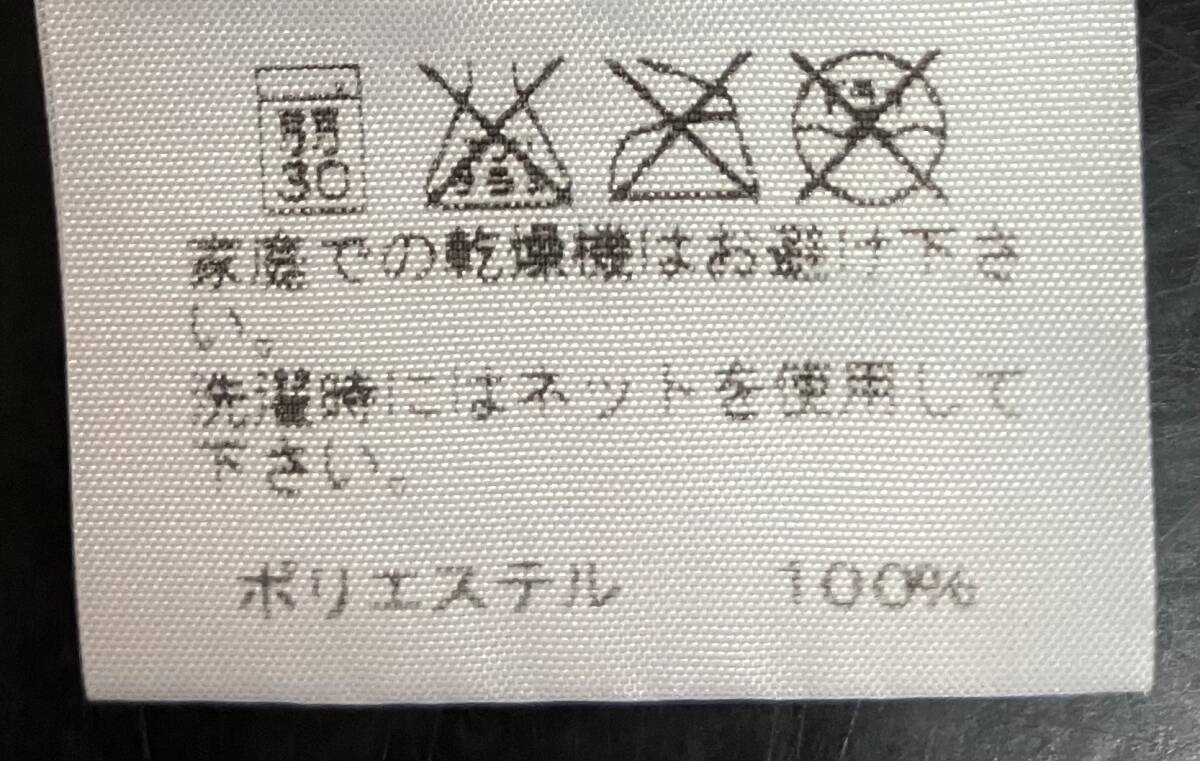 弱
30
家庭での乾燥機はお避け下さ
い。
洗濯時にはネットを使用して
下さい。
ポリエステル 100%